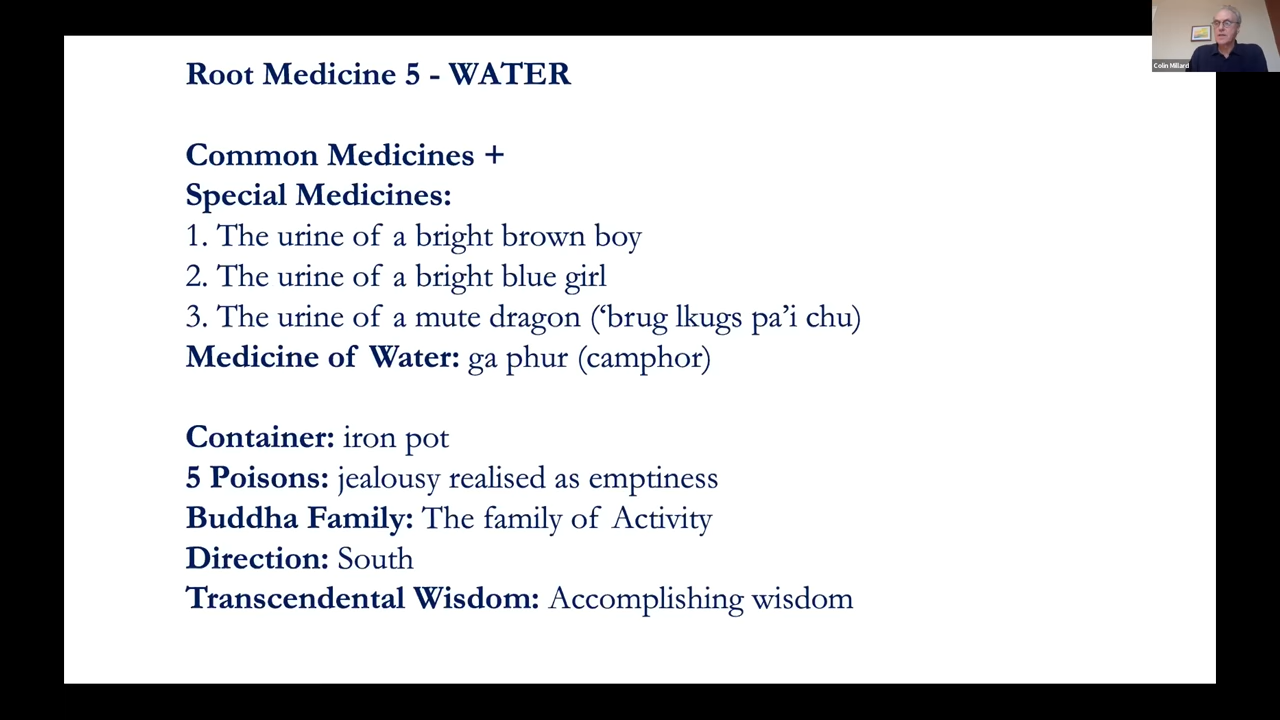 Root Medicine 5 - WATER
Common Medicines +
Special Medicines:
1. The urine of a bright brown boy
2. The urine of a bright blue girl
3. The urine of a mute dragon (‘brug lkugs pa’i chu)
Medicine of Water: ga phur (camphor)
Container: iron pot
5 Poisons: jealousy realised as emptiness
Buddha Family: The family of Activity
Direction: South
Transcendental Wisdom: Accomplishing wisdom
Colin Millard